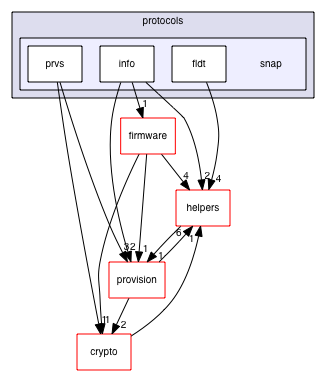 protocols
prvs
info
fldt
snap
1
firmware
4
2
4
helpers
6
1
3
2
1
1
provision
1
1
2
crypto